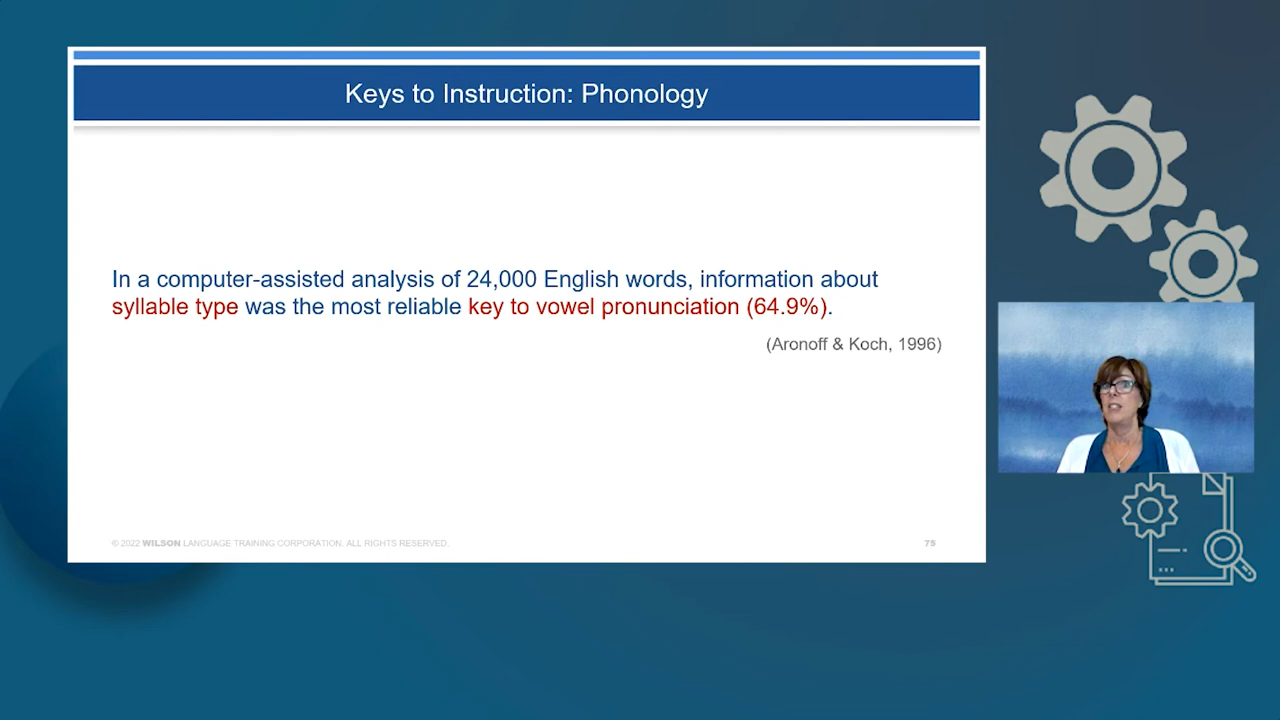 Keys to Instruction: Phonology
In a computer-assisted analysis of 24,000 English words, information about
syllable type was the most reliable key to vowel pronunciation (64.9%).
(Aronoff & Koch, 1996)
© 2022 WILSON LANGUAGE TRAINING CORPORATION. ALL RIGHTS RESERVED.
75